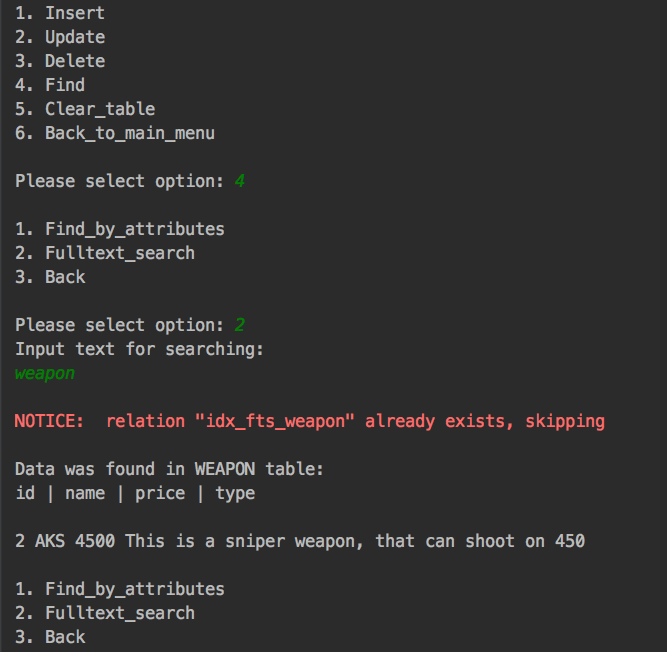 1. Insert
2. Update
3. Delete
4. Find
5. Clear_table
6. Back_to_main_menu
Please select option: 4
1. Find_by_attributes
2. Fulltext_search
3. Back
Please select option: 2
Input text for searching:
weapon
NOTICE:  relation "idx_fts_weapon" already exists, skipping
Data was found in WEAPON table:
id | name | price | type
2 AKS 4500 This is a sniper weapon, that can shoot on 450
1. Find_by_attributes
2. Fulltext_search
3. Back